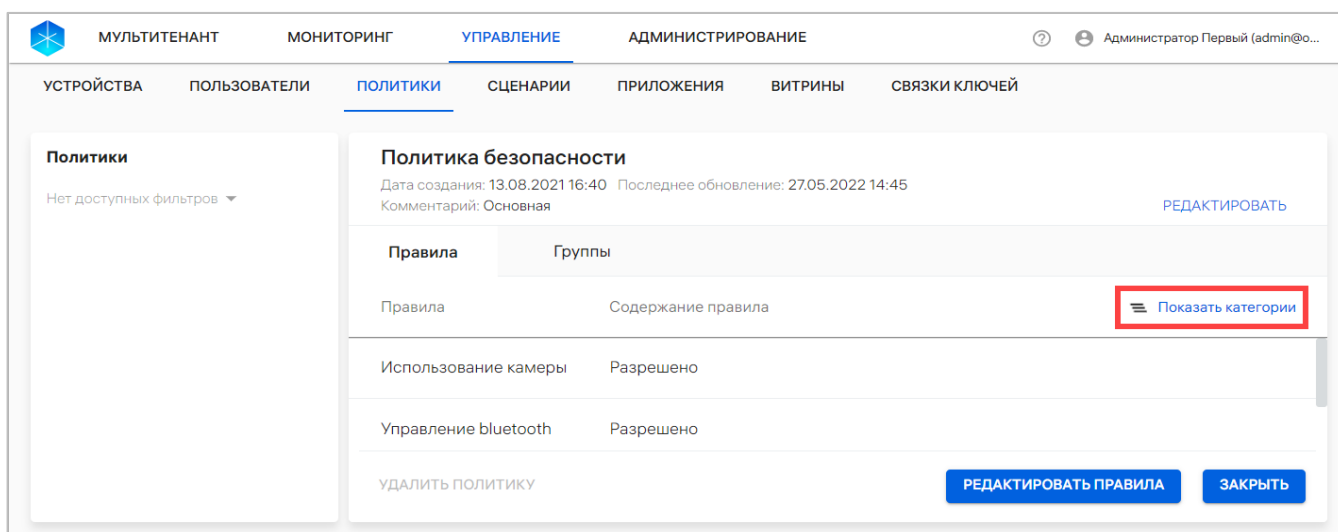 МУЛЬТИТЕНАНТ МОНИТОРИНГ УПРАВЛЕНИЕ АДМИНИСТРИРОВАНИЕ ? Администратор Первый (admin@o...
УСТРОЙСТВА ПОЛЬЗОВАТЕЛИ ПОЛИТИКИ СЦЕНАРИИ ПРИЛОЖЕНИЯ ВИТРИНЫ СВЯЗКИ КЛЮЧЕЙ
Политики
Нет доступных фильтров
Политика безопасности
Дата создания: 13.08.2021 16:40 Последнее обновление: 27.05.2022 14:45
Комментарий: Основная
РЕДАКТИРОВАТЬ
Правила Группы
Правила Содержание правила Показать категории
Использование камеры Разрешено
Управление bluetooth Разрешено
УДАЛИТЬ ПОЛИТИКУ РЕДАКТИРОВАТЬ ПРАВИЛА ЗАКРЫТЬ